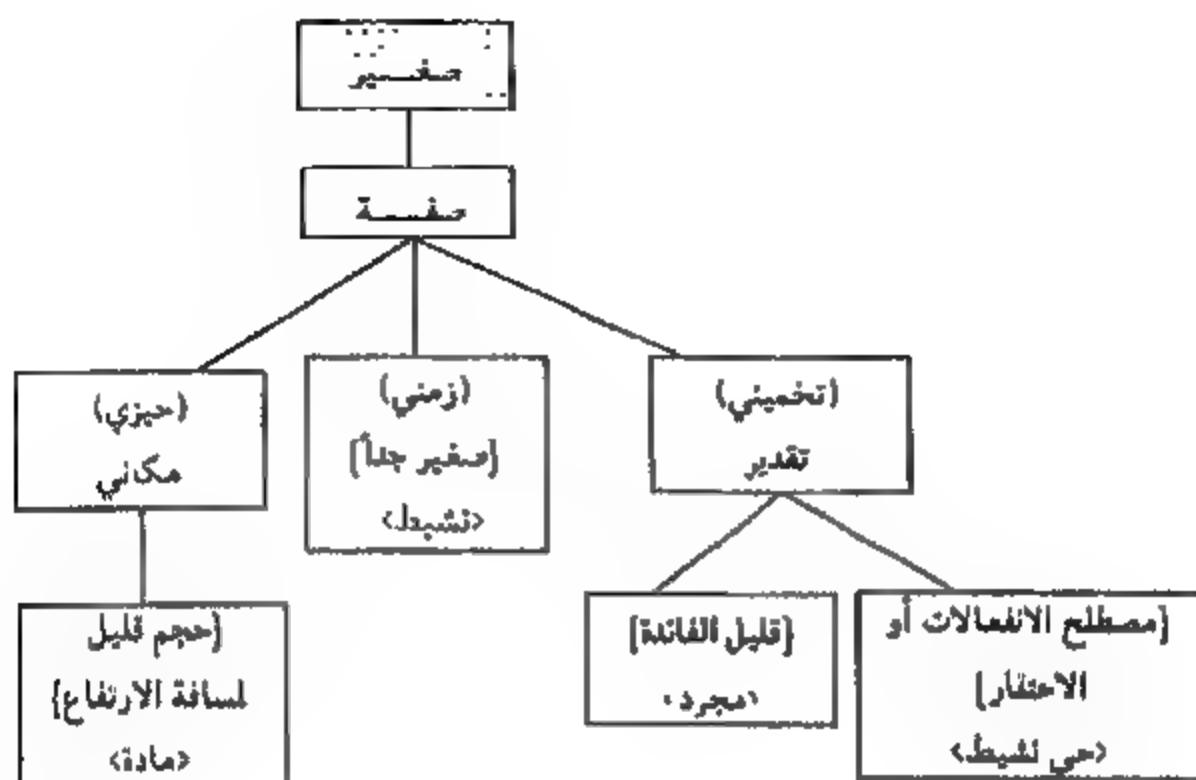 صغير
صفة
(تخميني)
تقدير
(زمني)
[صغير جداً]
<نشيط>
(حيزي)
مكاني
[مصطلح الانفعالات أو
الاحتقار]
<حي نشيط>
[قليل الفائدة]
<مجرد>
[حجم قليل
لمسافة الارتفاع]
<مادة>